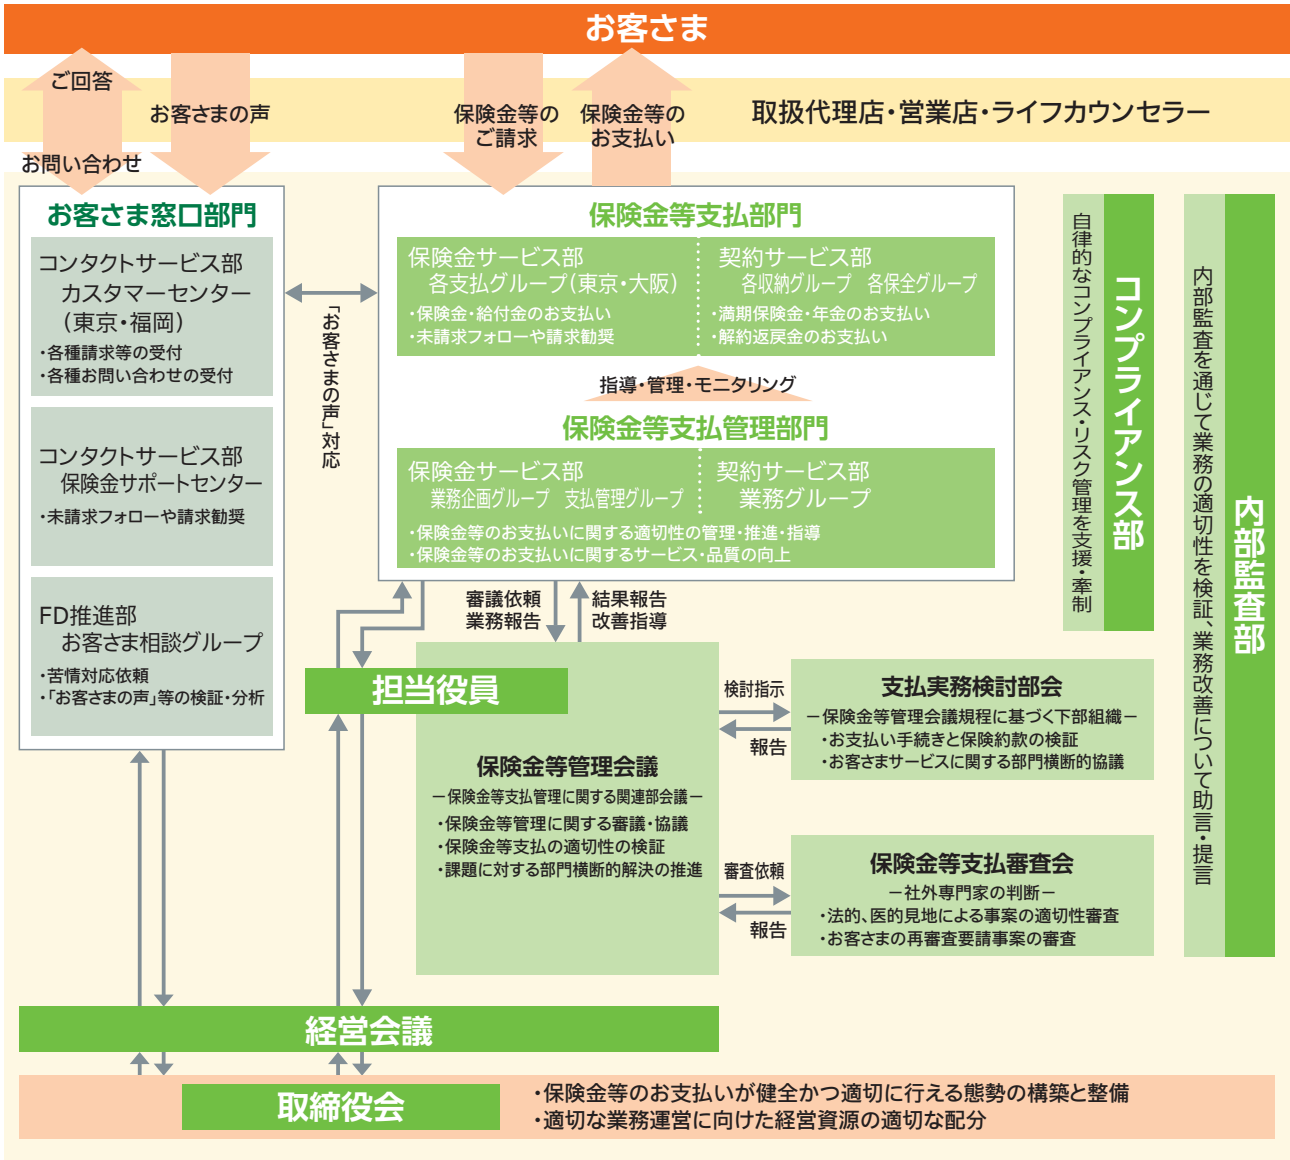 お客さま
ご回答
お問い合わせ
お客さまの声
保険金等の
ご請求
保険金等の
お支払い
取扱代理店・営業店・ライフカウンセラー
お客さま窓口部門
コンタクトサービス部
カスタマーセンター
（東京・福岡）
・各種請求等の受付
・各種お問い合わせの受付
コンタクトサービス部
保険金サポートセンター
・未請求フォローや請求勧奨
FD推進部
お客さま相談グループ
・苦情対応依頼
・「お客さまの声」等の検証・分析
「お客さまの声」対応
保険金等支払部門
保険金サービス部
各支払グループ（東京・大阪）
・保険金・給付金のお支払い
・未請求フォローや請求勧奨
契約サービス部
各収納グループ　各保全グループ
・満期保険金・年金のお支払い
・解約返戻金のお支払い
指導・管理・モニタリング
保険金等支払管理部門
保険金サービス部
業務企画グループ　支払管理グループ
契約サービス部
業務グループ
・保険金等のお支払いに関する適切性の管理・推進・指導
・保険金等のお支払いに関するサービス・品質の向上
自律的なコンプライアンス・リスク管理を支援・牽制
コンプライアンス部
内部監査を通じて業務の適切性を検証、業務改善について助言・提言
内部監査部
審議依頼
業務報告
結果報告
改善指導
担当役員
保険金等管理会議
－保険金等支払管理に関する関連部会議－
・保険金等管理に関する審議・協議
・保険金等支払の適切性の検証
・課題に対する部門横断的解決の推進
検討指示
報告
支払実務検討部会
－保険金等管理会議規程に基づく下部組織－
・お支払い手続きと保険約款の検証
・お客さまサービスに関する部門横断的協議
審査依頼
報告
保険金等支払審査会
－社外専門家の判断－
・法的、医的見地による事案の適切性審査
・お客さまの再審査要請事案の審査
経営会議
取締役会
・保険金等のお支払いが健全かつ適切に行える態勢の構築と整備
・適切な業務運営に向けた経営資源の適切な配分